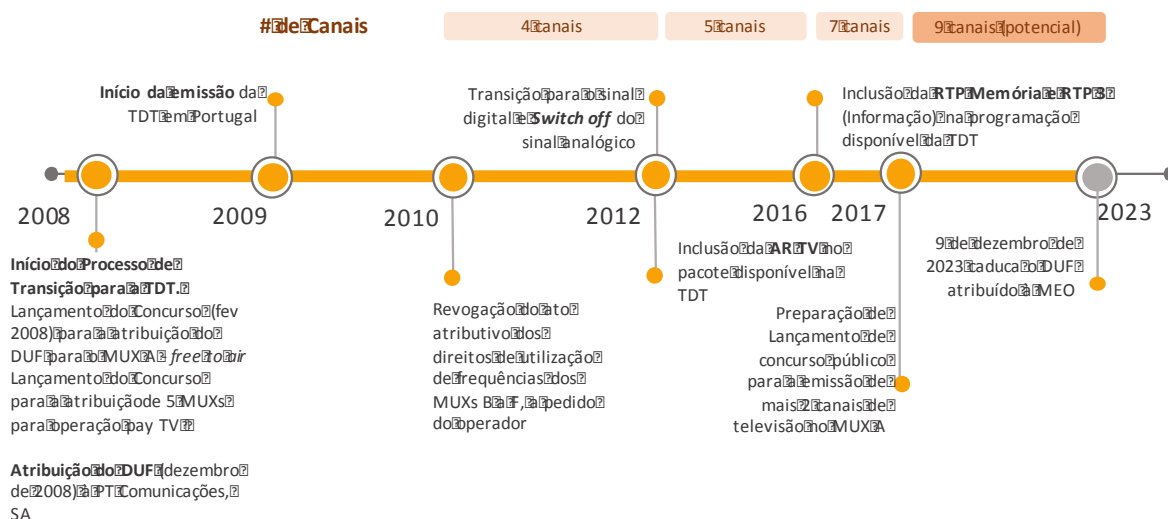 # de Canais
4 canais
5 canais
7 canais
9 canais (potencial)
Início da emissão da
TDT em Portugal
Transição para o sinal
digital e Switch off do
sinal analógico
Inclusão da RTP Memória e RTP 3
(Informação) na programação
disponível da TDT
2008
2009
2010
2012
2016
2017
2023
Início do Processo de
Transição para a TDT.
Lançamento do Concurso (fev
2008) para a atribuição do
DUF para o MUX A - free to air
Lançamento do Concurso
para a atribuiçãode 5 MUXs
para operação pay TV
Atribuição do DUF (dezembro
de 2008) à PT Comunicações,
SA
Revogação do ato
atributivo dos
direitos de utilização
de frequências dos
MUXs B a F, a pedido
do operador
Inclusão da AR TV no
pacote disponível na
TDT
Preparação de
Lançamento de
concurso público
para a emissão de
mais 2 canais de
televisão no MUX A
9 de dezembro de
2023 caduca o DUF
atribuído à MEO